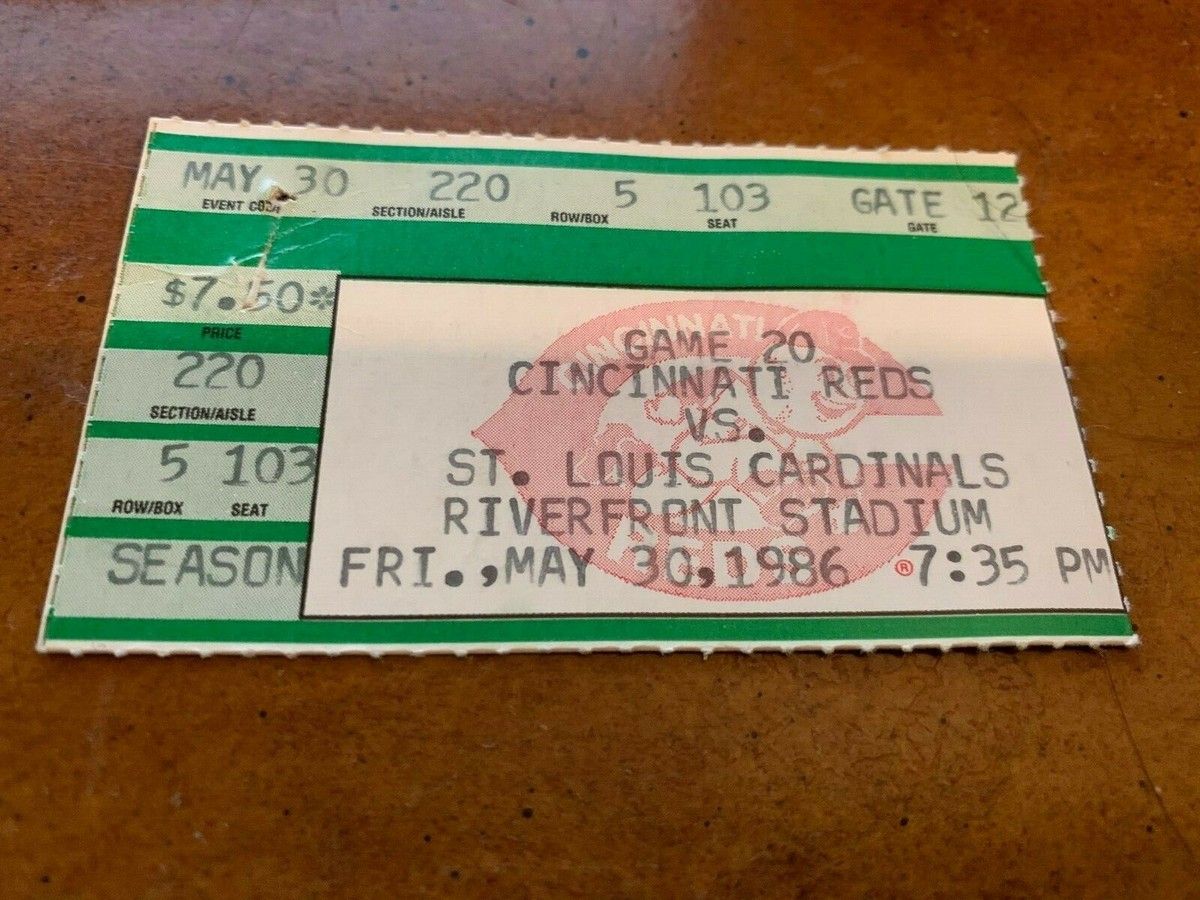 MAY 30 220 5 103 GATE 12
EVENT CODE SECTION/AISLE ROW/BOX SEAT GATE
$7.50*
PRICE
220
SECTION/AISLE
5 103
ROW/BOX SEAT
SEASON
CINCINNATI
GAME 20
CINCINNATI REDS
VS.
ST. LOUIS CARDINALS
RIVERFRONT STADIUM
REDS
FRI.,MAY 30,1986 ® 7:35 PM